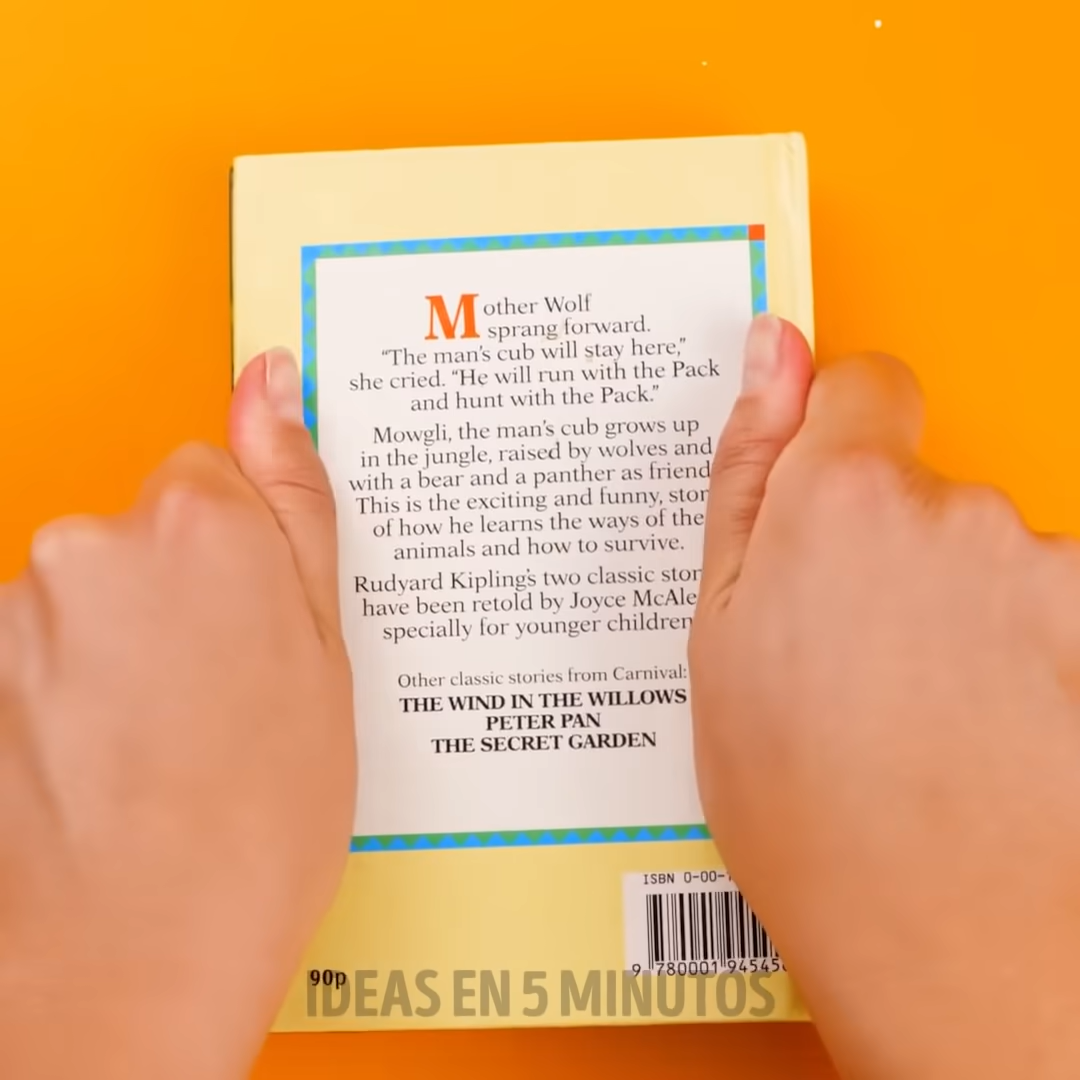 Mother Wolf
sprang forward.
“The man's cub will stay here,”
she cried. “He will run with the Pack
and hunt with the Pack.”
Mowgli, the man's cub grows up
in the jungle, raised by wolves and
with a bear and a panther as friend
This is the exciting and funny, stor
of how he learns the ways of the
animals and how to survive.
Rudyard Kipling's two classic stor
have been retold by Joyce McAle
specially for younger children
Other classic stories from Carnival:
THE WIND IN THE WILLOWS
PETER PAN
THE SECRET GARDEN
ISBN 0-00-
9 780001 94545
90p
IDEAS EN 5 MINUTOS